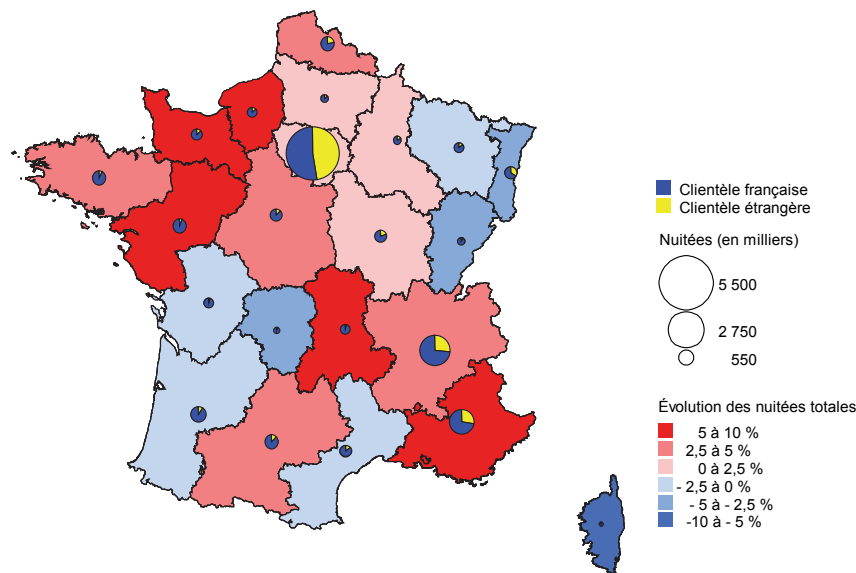 Clientèle française
Clientèle étrangère
Nuitées (en milliers)
5 500
2 750
550
Évolution des nuitées totales
5 à 10 %
2,5 à 5 %
0 à 2,5 %
- 2,5 à 0 %
- 5 à - 2,5 %
-10 à - 5 %